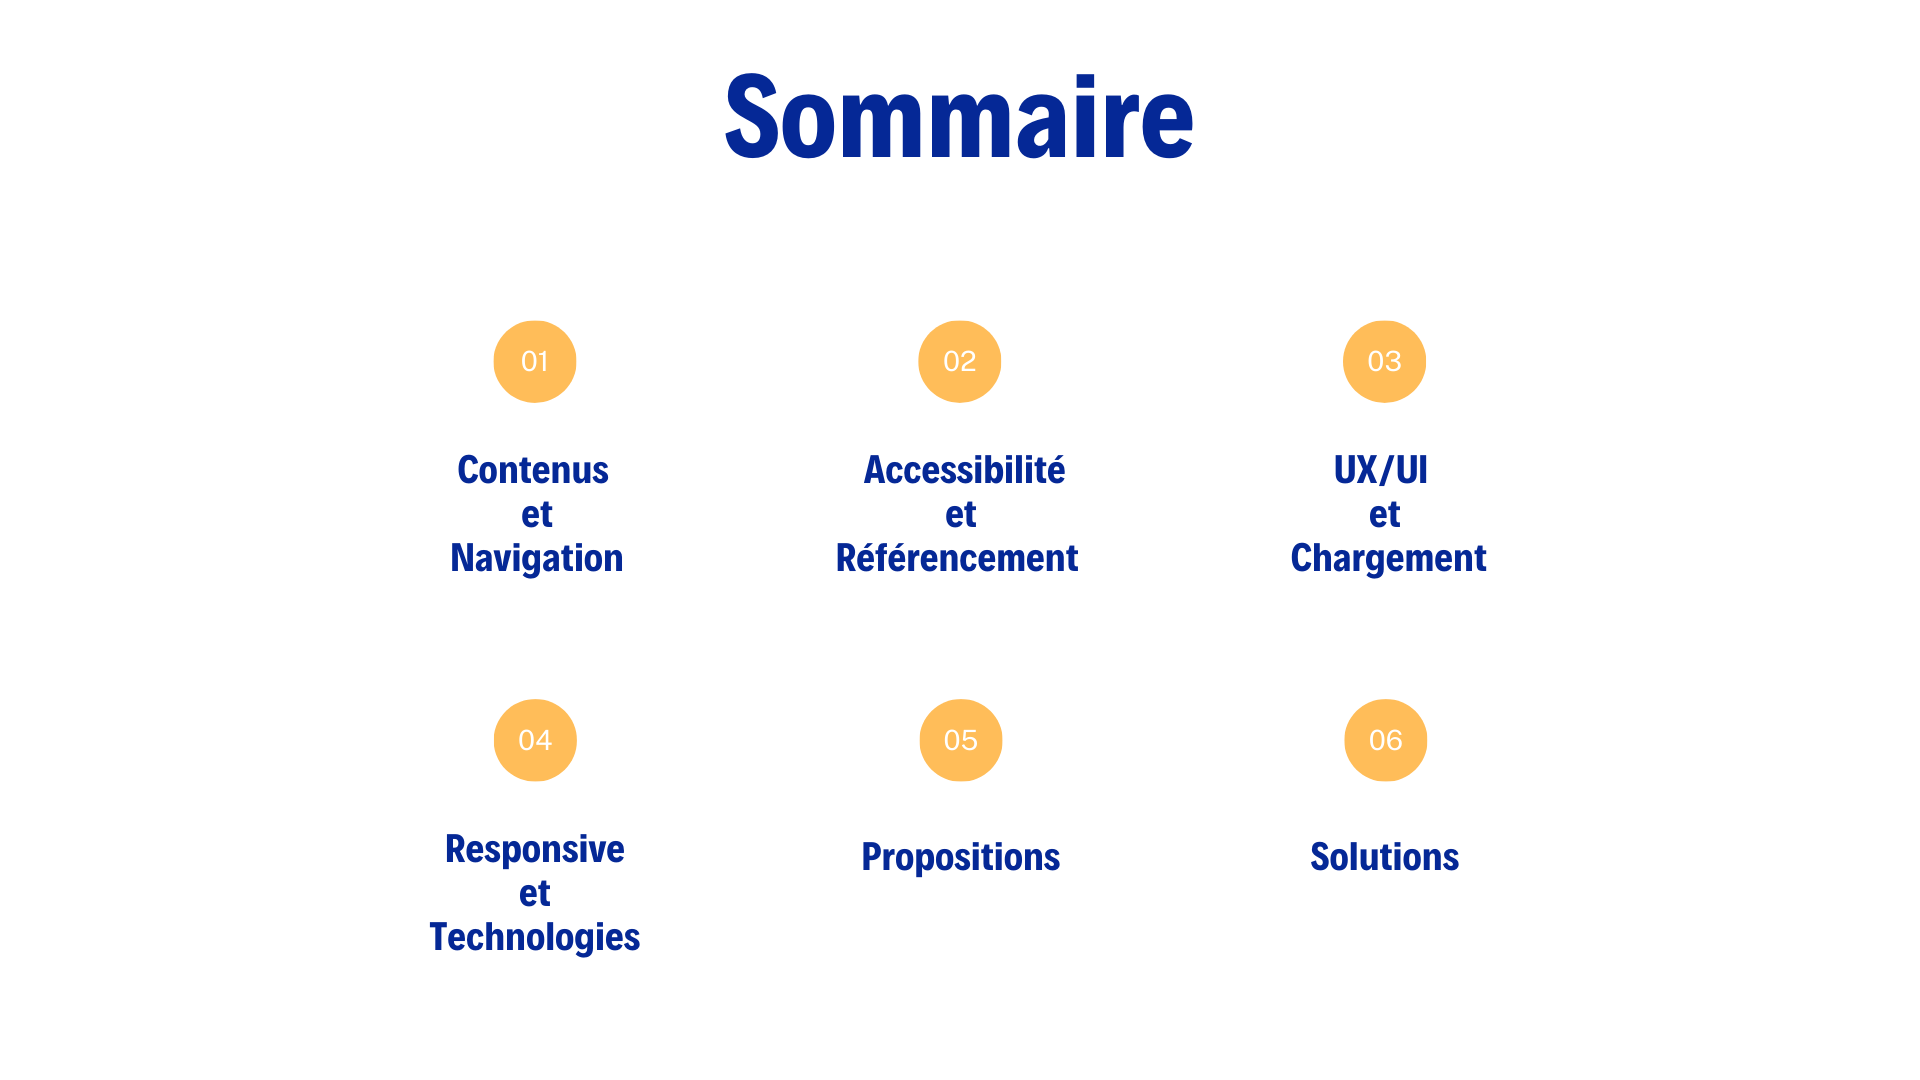 Sommaire
01
Contenus
et
Navigation
02
Accessibilité
et
Référencement
03
UX/UI
et
Chargement
04
Responsive
et
Technologies
05
Propositions
06
Solutions